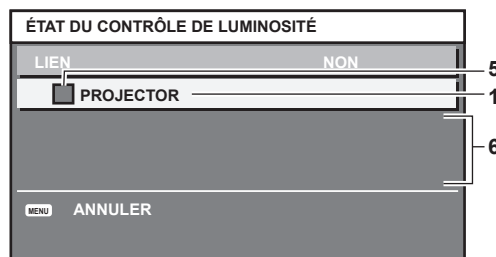 ÉTAT DU CONTRÔLE DE LUMINOSITÉ
LIEN NON
5
PROJECTOR
1
6
MENU ANNULER